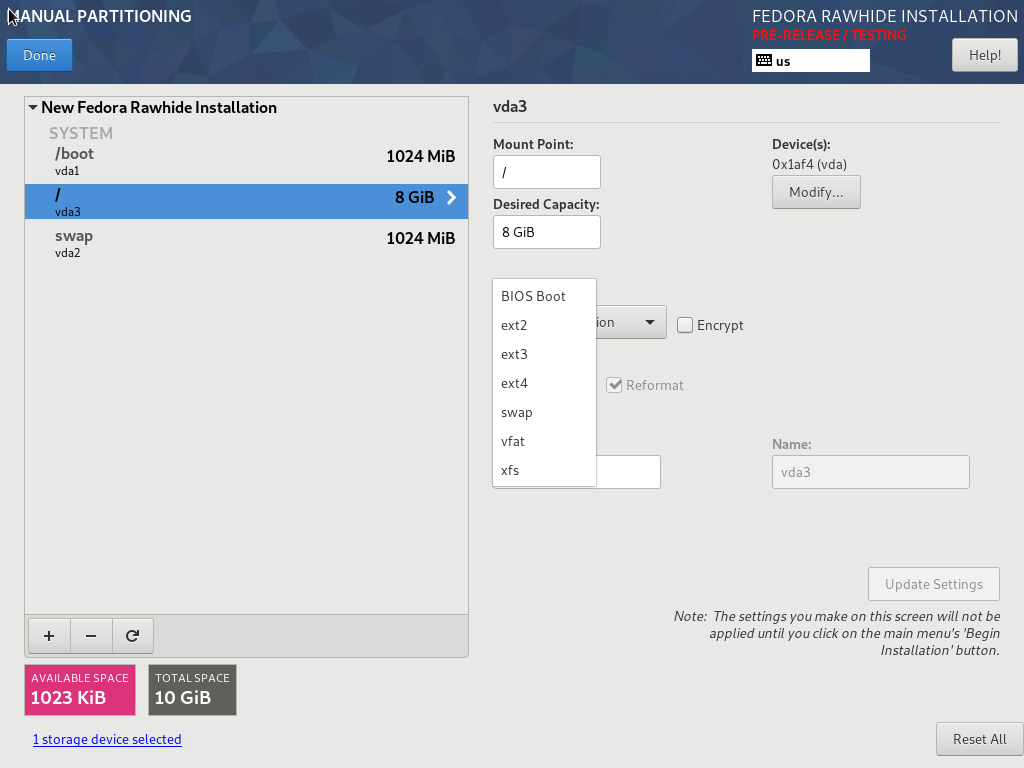 MANUAL PARTITIONING
FEDORA RAWHIDE INSTALLATION
PRE-RELEASE / TESTING
Done
us
Help!
New Fedora Rawhide Installation
SYSTEM
/boot
1024 MiB
vda1
/
8 GiB
vda3
swap
1024 MiB
vda2
vda3
Mount Point:
/
Desired Capacity:
8 GiB
Device(s):
0x1af4 (vda)
Modify...
BIOS Boot
ext2
ext3
ext4
swap
vfat
xfs
Encrypt
Reformat
Name:
vda3
Update Settings
Note: The settings you make on this screen will not be
applied until you click on the main menu's 'Begin
Installation' button.
AVAILABLE SPACE
1023 KiB
TOTAL SPACE
10 GiB
1 storage device selected
Reset All